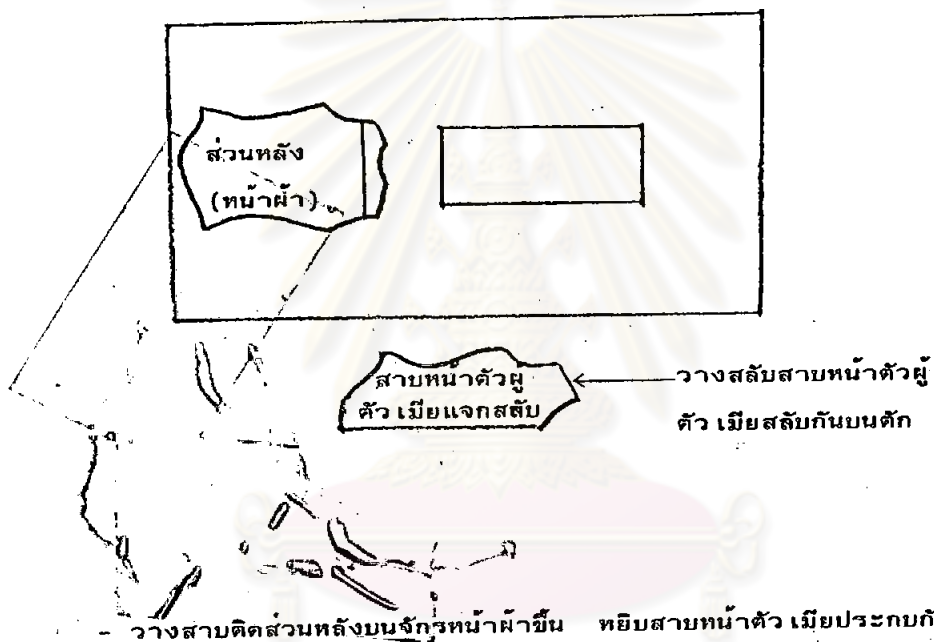 ส่วนหลัง
(หน้าผ้า)
สาบหน้าตัวผู้
ตัวเมียแจกสลับ
วางสลับสาบหน้าตัวผู้
ตัวเมียสลับกันบนตัก
- วางสาบติดส่วนหลังบนจักรหน้าผ้าขึ้น หยิบสาบหน้าตัวเมียประกบกั